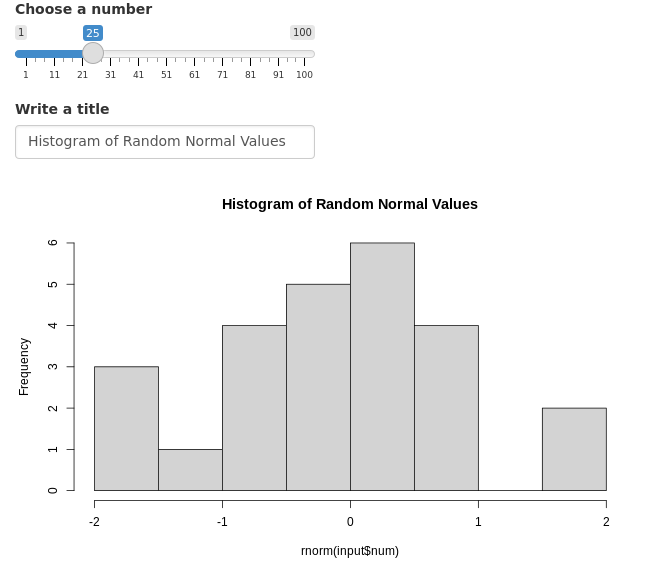 Choose a number
1 25 100
1 11 21 31 41 51 61 71 81 91 100
Write a title
Histogram of Random Normal Values
Histogram of Random Normal Values
6
5
4
3
2
1
0
Frequency
-2 -1 0 1 2
rnorm(input$num)